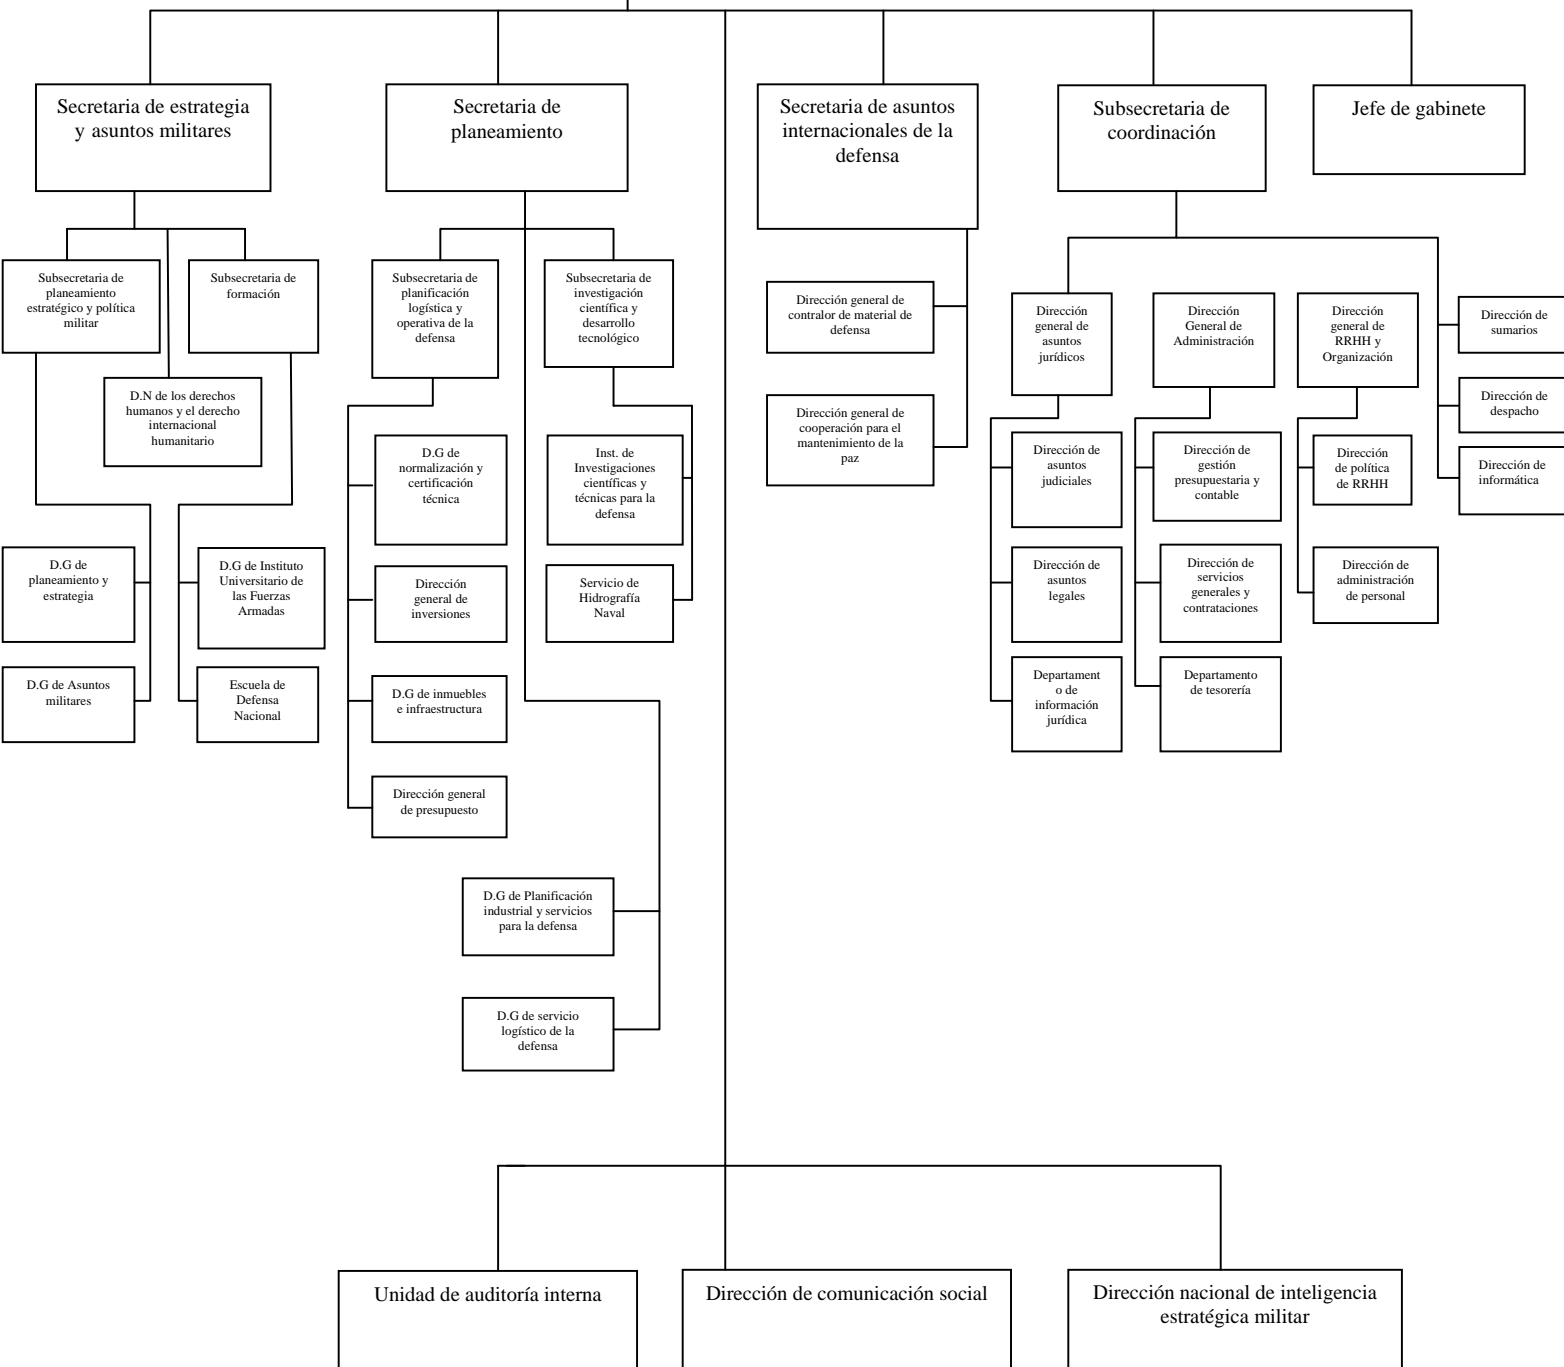 Secretaria de estrategia
y asuntos militares
Secretaria de
planeamiento
Secretaria de asuntos
internacionales de la
defensa
Subsecretaria de
coordinación
Jefe de gabinete
Subsecretaria de
planeamiento
estratégico y política
militar
Subsecretaria de
formación
Subsecretaria de
planificación
logística y
operativa de la
defensa
Subsecretaria de
investigación
científica y
desarrollo
tecnológico
Dirección general de
contralor de material de
defensa
Dirección
general de
asuntos
jurídicos
Dirección
General de
Administración
Dirección
general de
RRHH y
Organización
Dirección de
sumarios
D.N de los derechos
humanos y el derecho
internacional
humanitario
Dirección de
despacho
Dirección general de
cooperación para el
mantenimiento de la
paz
D.G de
normalización y
certificación
técnica
Inst. de
Investigaciones
científicas y
técnicas para la
defensa
Dirección de
asuntos
judiciales
Dirección de
gestión
presupuestaria y
contable
Dirección
de política
de RRHH
Dirección de
informática
D.G de
planeamiento y
estrategia
D.G de Instituto
Universitario de
las Fuerzas
Armadas
Dirección
general de
inversiones
Servicio de
Hidrografía
Naval
Dirección de
asuntos
legales
Dirección de
servicios
generales y
contrataciones
Dirección de
administración
de personal
D.G de Asuntos
militares
Escuela de
Defensa
Nacional
D.G de inmuebles
e infraestructura
Departament
o de
información
jurídica
Departamento
de tesorería
Dirección general
de presupuesto
D.G de Planificación
industrial y servicios
para la defensa
D.G de servicio
logístico de la
defensa
Unidad de auditoría interna
Dirección de comunicación social
Dirección nacional de inteligencia
estratégica militar